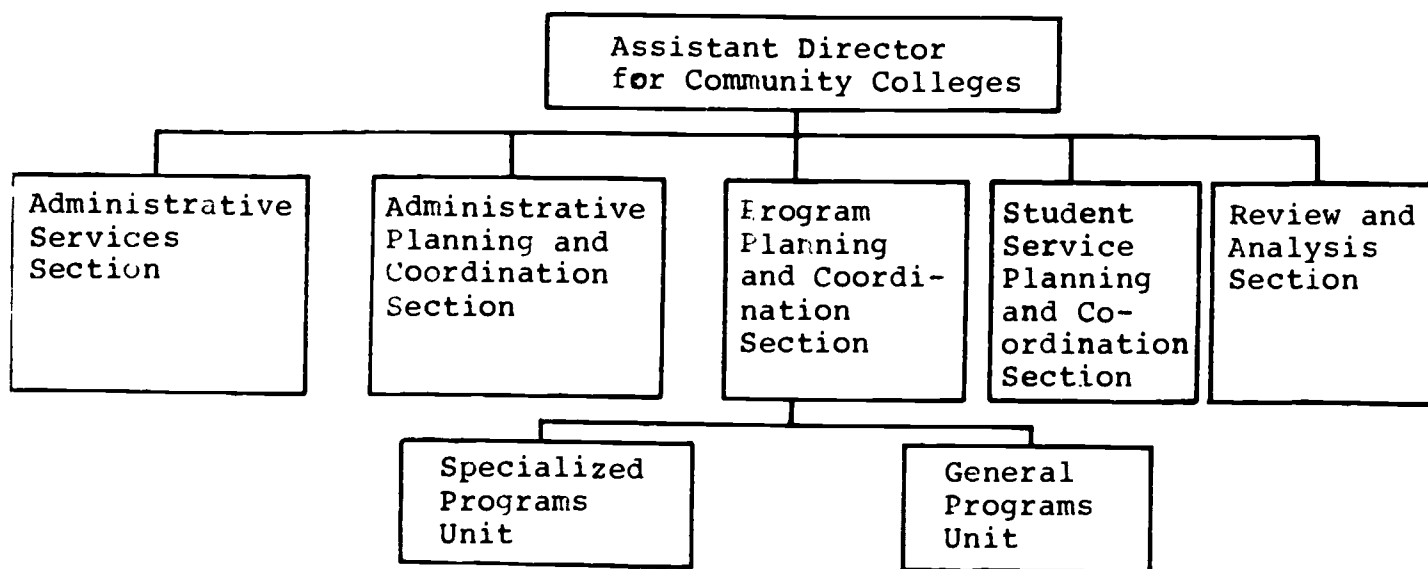 Assistant Director
for Community Colleges
Administrative
Services
Section
Administrative
Planning and
Coordination
Section
Program
Planning
and Coordi-
nation
Section
Student
Service
Planning
and Co-
ordination
Section
Review and
Analysis
Section
Specialized
Programs
Unit
General
Programs
Unit